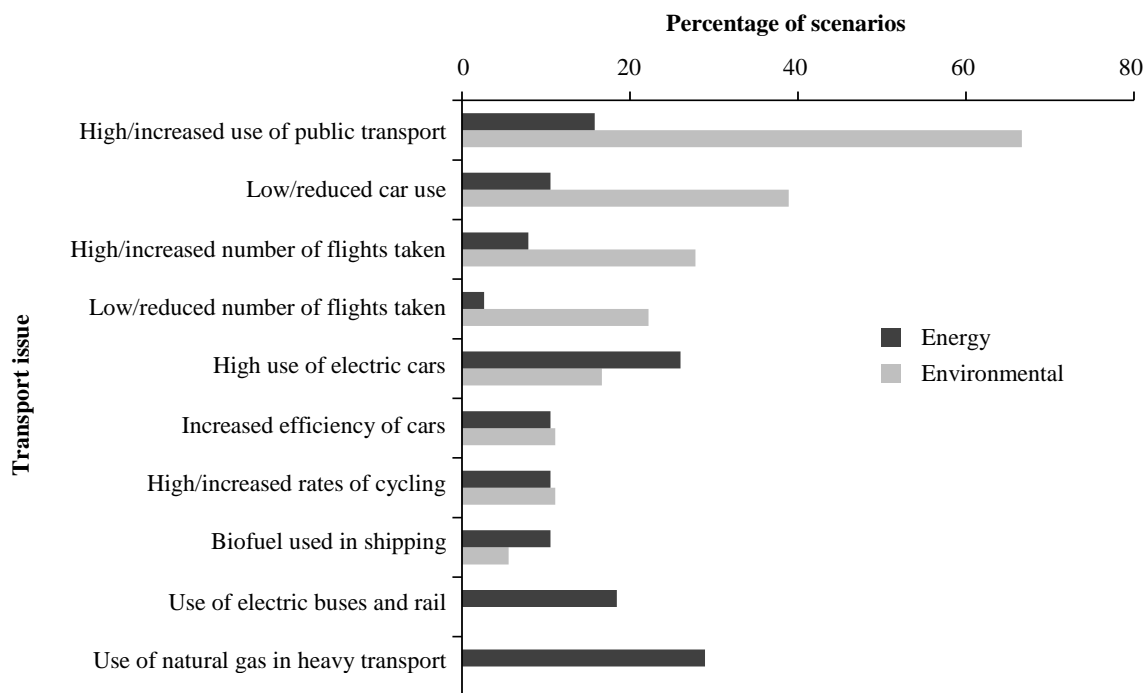 Percentage of scenarios
0 20 40 60 80
High/increased use of public transport
Low/reduced car use
High/increased number of flights taken
Low/reduced number of flights taken
High use of electric cars
Increased efficiency of cars
High/increased rates of cycling
Biofuel used in shipping
Use of electric buses and rail
Use of natural gas in heavy transport
Transport issue
Energy
Environmental